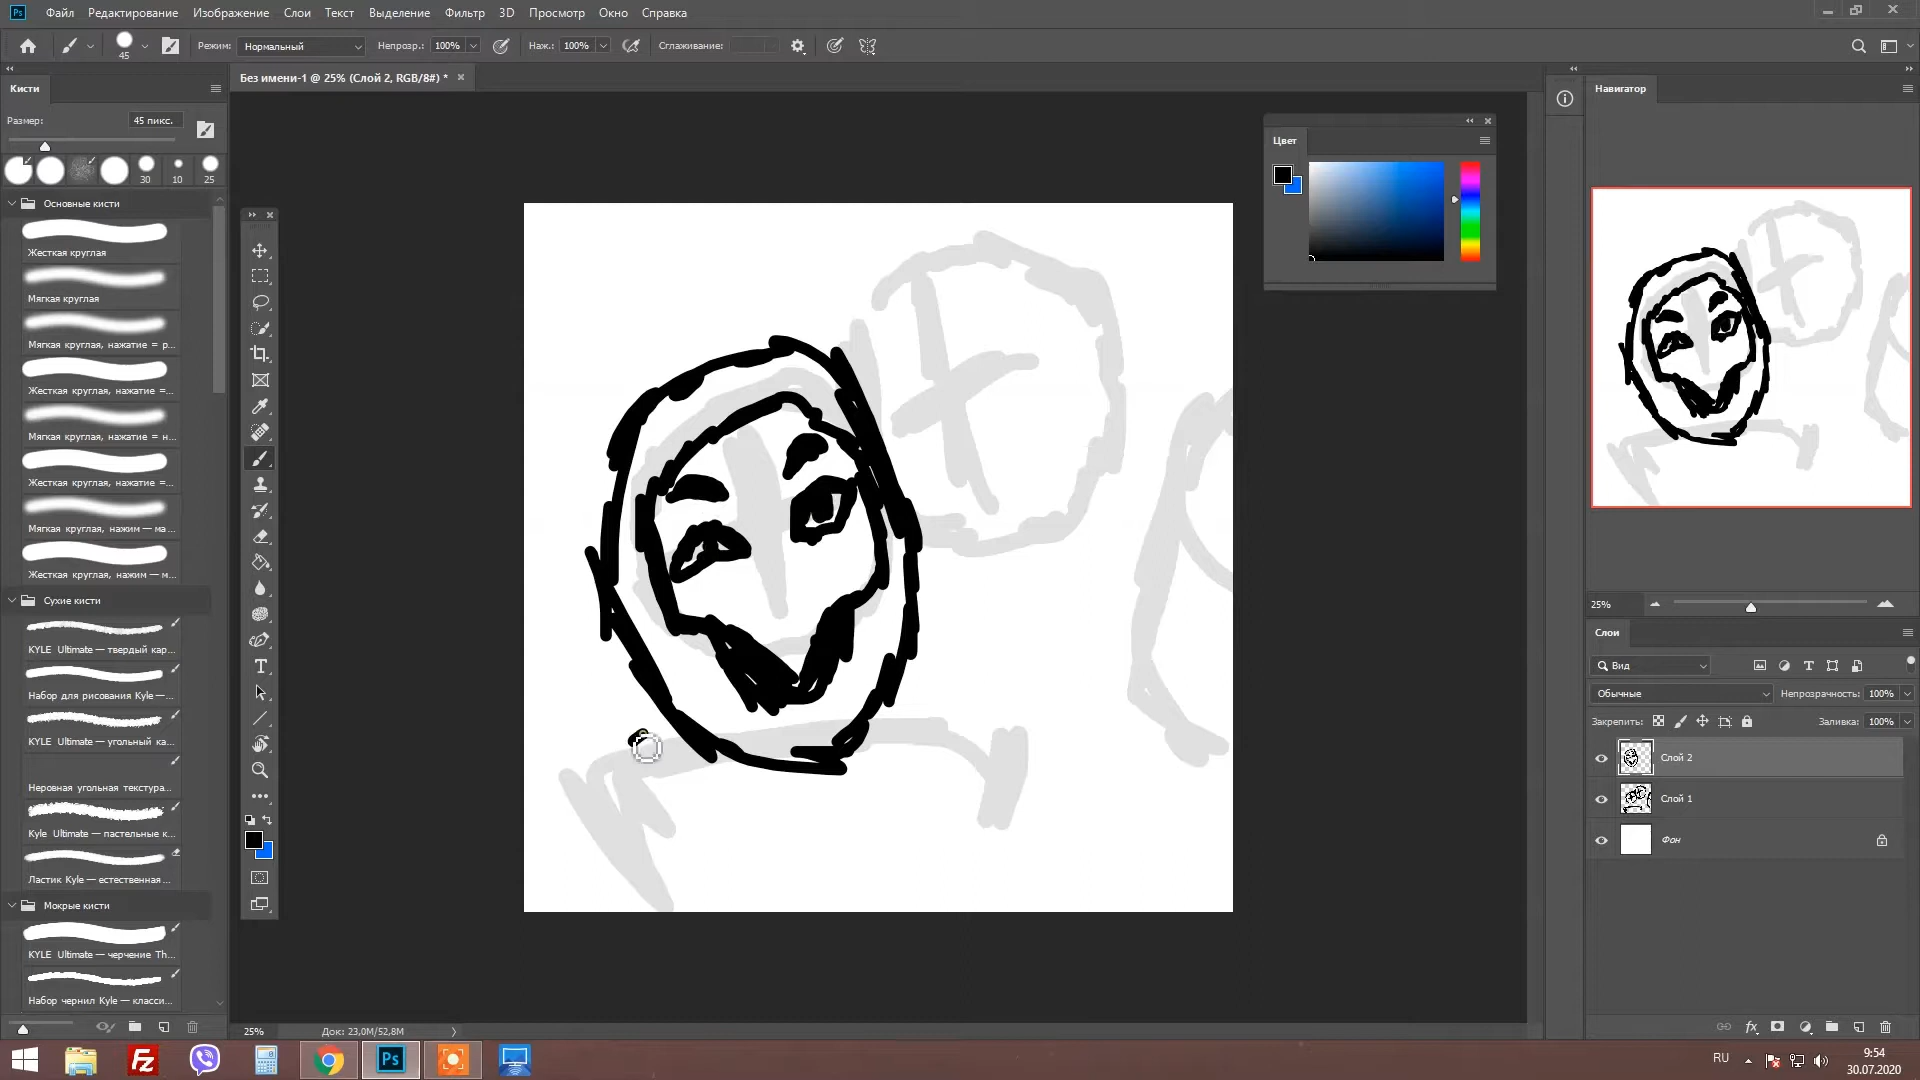 Ps Файл Редактирование Изображение Слои Текст Выделение Фильтр 3D Просмотр Окно Справка
45 Режим: Нормальный Непрозр.: 100% Наж.: 100% Сглаживание:
Без имени-1 @ 25% (Слой 2, RGB/8#) * ×
Кисти
Размер: 45 пикс.
30 10 25
Основные кисти
Жесткая круглая
Мягкая круглая
Мягкая круглая, нажатие = р...
Жесткая круглая, нажатие =...
Мягкая круглая, нажатие = н...
Жесткая круглая, нажатие =...
Мягкая круглая, нажим — ма...
Жесткая круглая, нажим — м...
Сухие кисти
KYLE Ultimate — твердый кар...
Набор для рисования Kyle —...
KYLE Ultimate — угольный ка...
Неровная угольная текстура...
Kyle Ultimate — пастельные к...
Ластик Kyle — естественная...
Мокрые кисти
KYLE Ultimate — черчение Th...
Набор чернил Kyle — класси...
Цвет
Навигатор
25%
Слои
Вид
Обычные Непрозрачность: 100%
Закрепить: Заливка: 100%
Слой 2
Слой 1
Фон
fx
25% Док: 23,0M/52,8M
Fz Ps RU 9:54
30.07.2020